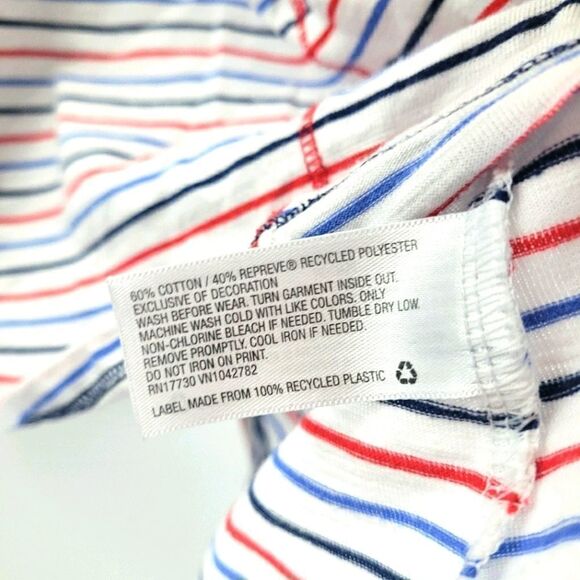 60% COTTON / 40% REPREVE® RECYCLED POLYESTER
EXCLUSIVE OF DECORATION
WASH BEFORE WEAR. TURN GARMENT INSIDE OUT.
MACHINE WASH COLD WITH LIKE COLORS. ONLY
NON-CHLORINE BLEACH IF NEEDED. TUMBLE DRY LOW.
REMOVE PROMPTLY. COOL IRON IF NEEDED.
DO NOT IRON ON PRINT.
RN17730 VN1042782
LABEL MADE FROM 100% RECYCLED PLASTIC